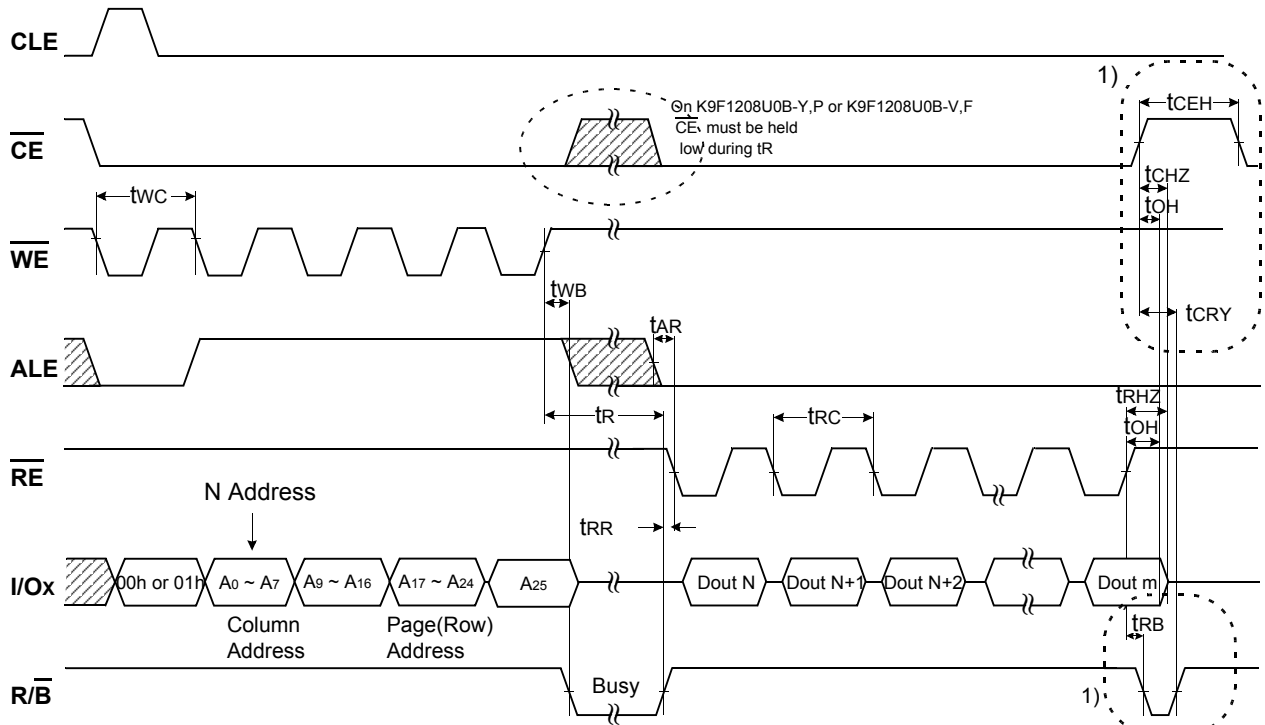 CLE
1)
tCEH
On K9F1208U0B-Y,P or K9F1208U0B-V,F
CE must be held
low during tR
CE
tCHZ
tWC
tOH
WE
tWB
tCRY
tAR
ALE
tRHZ
tR
tRC
tOH
RE
N Address
tRR
I/Ox
00h or 01h
A0 ~ A7
A9 ~ A16
A17 ~ A24
A25
Dout N
Dout N+1
Dout N+2
Dout m
Column
Address
Page(Row)
Address
tRB
Busy
R/B
1)